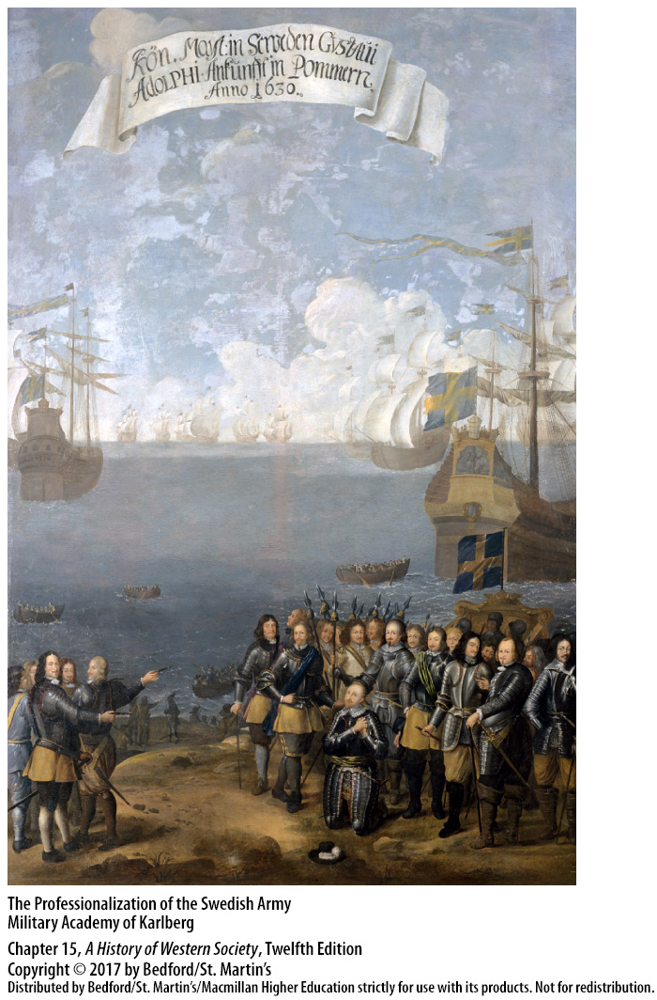 Kön. Mayt: in Schweden Gustavi
ADOLPHI Ankunfft in Pommern.
Anno 1630.
The Professionalization of the Swedish Army
Military Academy of Karlberg
Chapter 15, A History of Western Society, Twelfth Edition
Copyright © 2017 by Bedford/St. Martin’s
Distributed by Bedford/St. Martin’s/Macmillan Higher Education strictly for use with its products. Not for redistribution.